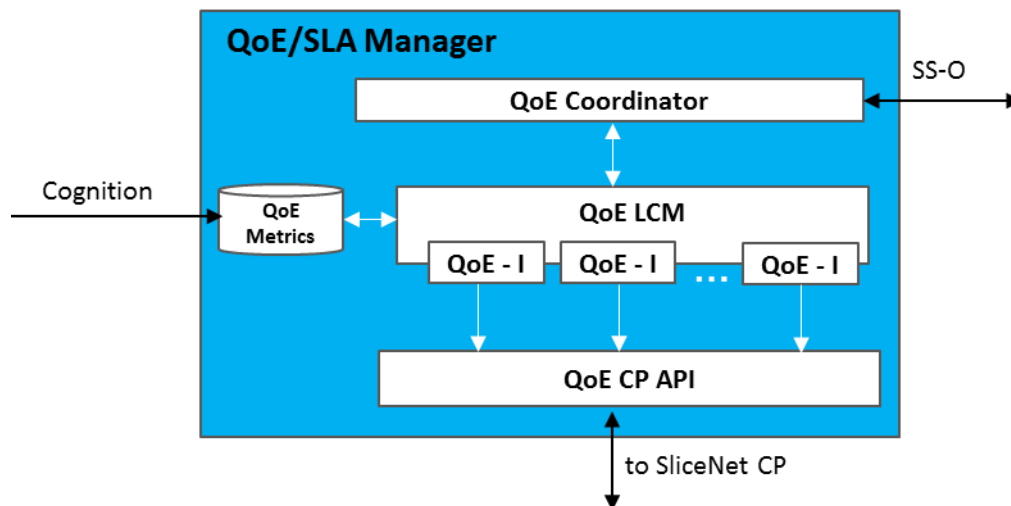 QoE/SLA Manager
SS-O
QoE Coordinator
Cognition
QoE
Metrics
QoE LCM
QoE - I
QoE - I
...
QoE - I
QoE CP API
to SliceNet CP